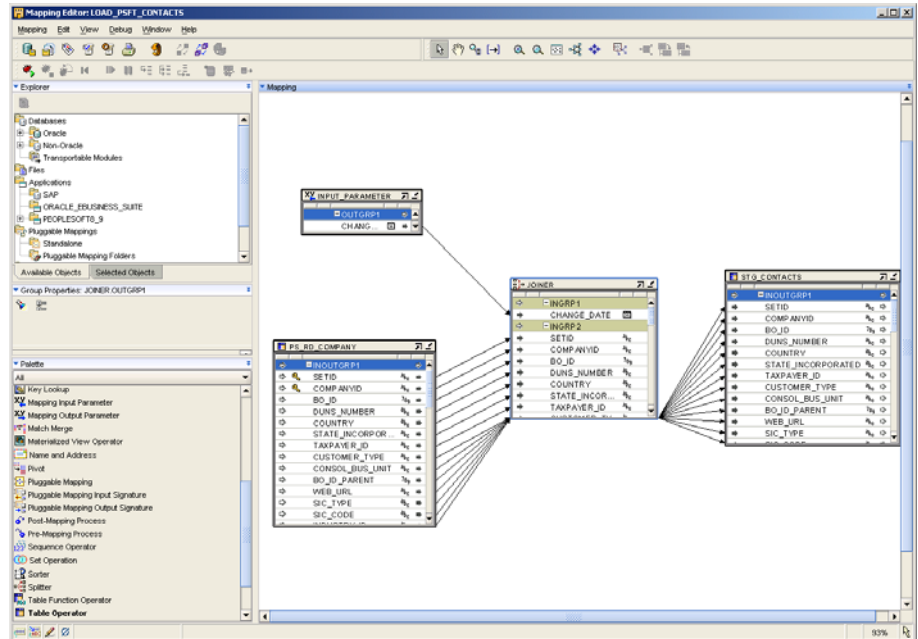 Mapping Editor: LOAD_PSFT_CONTACTS
Mapping Edit View Debug Window Help
Explorer
Databases
Oracle
Non-Oracle
Transportable Modules
Files
Applications
SAP
ORACLE_EBUSINESS_SUITE
PEOPLESOFT8_9
Pluggable Mappings
Standalone
Pluggable Mapping Folders
Available Objects Selected Objects
Group Properties: JOINER.OUTGRP1
Palette
All
Key Lookup
Mapping Input Parameter
Mapping Output Parameter
Match Merge
Materialized View Operator
Name and Address
Pivot
Pluggable Mapping
Pluggable Mapping Input Signature
Pluggable Mapping Output Signature
Post-Mapping Process
Pre-Mapping Process
Sequence Operator
Set Operation
Sorter
Splitter
Table Function Operator
Table Operator
Mapping
INPUT_PARAMETER
OUTGRP1
CHANG...
PS_RD_COMPANY
INOUTGRP1
SETID
COMPANYID
BO_ID
DUNS_NUMBER
COUNTRY
STATE_INCORPOR...
TAXPAYER_ID
CUSTOMER_TYPE
CONSOL_BUS_UNIT
BO_ID_PARENT
WEB_URL
SIC_TYPE
SIC_CODE
JOINER
INGRP1
CHANGE_DATE
INGRP2
SETID
COMPANYID
BO_ID
DUNS_NUMBER
COUNTRY
STATE_INCOR...
TAXPAYER_ID
STG_CONTACTS
INOUTGRP1
SETID
COMPANYID
BO_ID
DUNS_NUMBER
COUNTRY
STATE_INCORPORATED
TAXPAYER_ID
CUSTOMER_TYPE
CONSOL_BUS_UNIT
BO_ID_PARENT
WEB_URL
SIC_TYPE
93%